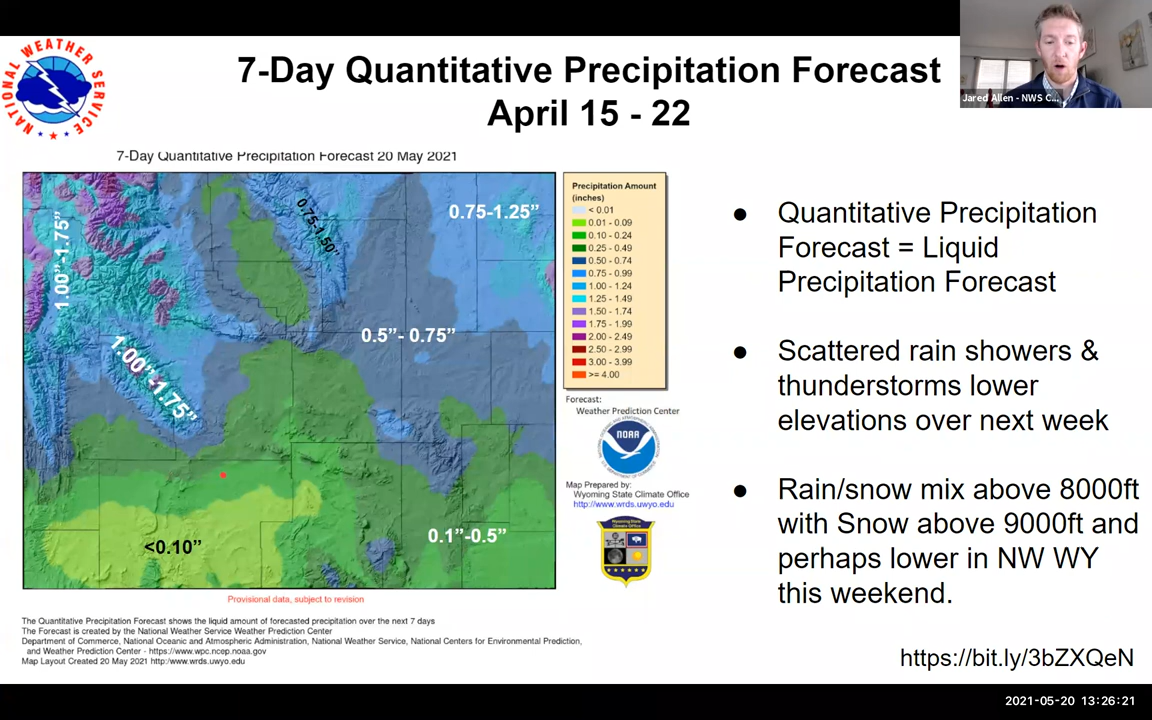 7-Day Quantitative Precipitation Forecast
April 15 - 22
NATIONAL WEATHER SERVICE
Jared Allen - NWS C...
7-Day Quantitative Precipitation Forecast 20 May 2021
1.00"-1.75"
0.75-1.50"
0.75-1.25"
0.5"- 0.75"
1.00"-1.75"
<0.10"
0.1"-0.5"
Precipitation Amount
(inches)
< 0.01
0.01 - 0.09
0.10 - 0.24
0.25 - 0.49
0.50 - 0.74
0.75 - 0.99
1.00 - 1.24
1.25 - 1.49
1.50 - 1.74
1.75 - 1.99
2.00 - 2.49
2.50 - 2.99
3.00 - 3.99
>= 4.00
Forecast:
Weather Prediction Center
NOAA
Map Prepared by:
Wyoming State Climate Office
http://www.wrds.uwyo.edu
Wyoming State
Climate Office
Provisional data, subject to revision
The Quantitative Precipitation Forecast shows the liquid amount of forecasted precipitation over the next 7 days
The Forecast is created by the National Weather Service Weather Prediction Center
Department of Commerce, National Oceanic and Atmospheric Administration, National Weather Service, National Centers for Environmental Prediction,
and Weather Prediction Center - https://www.wpc.ncep.noaa.gov
Map Layout Created 20 May 2021 http:/www.wrds.uwyo.edu
● Quantitative Precipitation
Forecast = Liquid
Precipitation Forecast
● Scattered rain showers &
thunderstorms lower
elevations over next week
● Rain/snow mix above 8000ft
with Snow above 9000ft and
perhaps lower in NW WY
this weekend.
https://bit.ly/3bZXQeN
2021-05-20 13:26:21